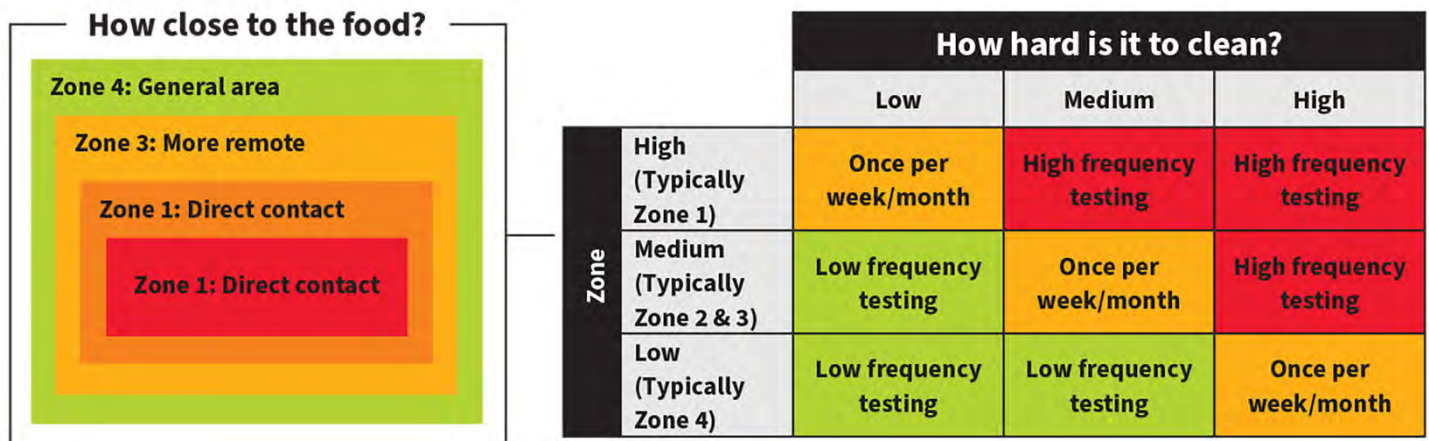 How close to the food?
Zone 4: General area
Zone 3: More remote
Zone 1: Direct contact
Zone 1: Direct contact
How hard is it to clean?
Low
Medium
High
Zone
High
(Typically
Zone 1)
Once per
week/month
High frequency
testing
High frequency
testing
Medium
(Typically
Zone 2 & 3)
Low frequency
testing
Once per
week/month
High frequency
testing
Low
(Typically
Zone 4)
Low frequency
testing
Low frequency
testing
Once per
week/month